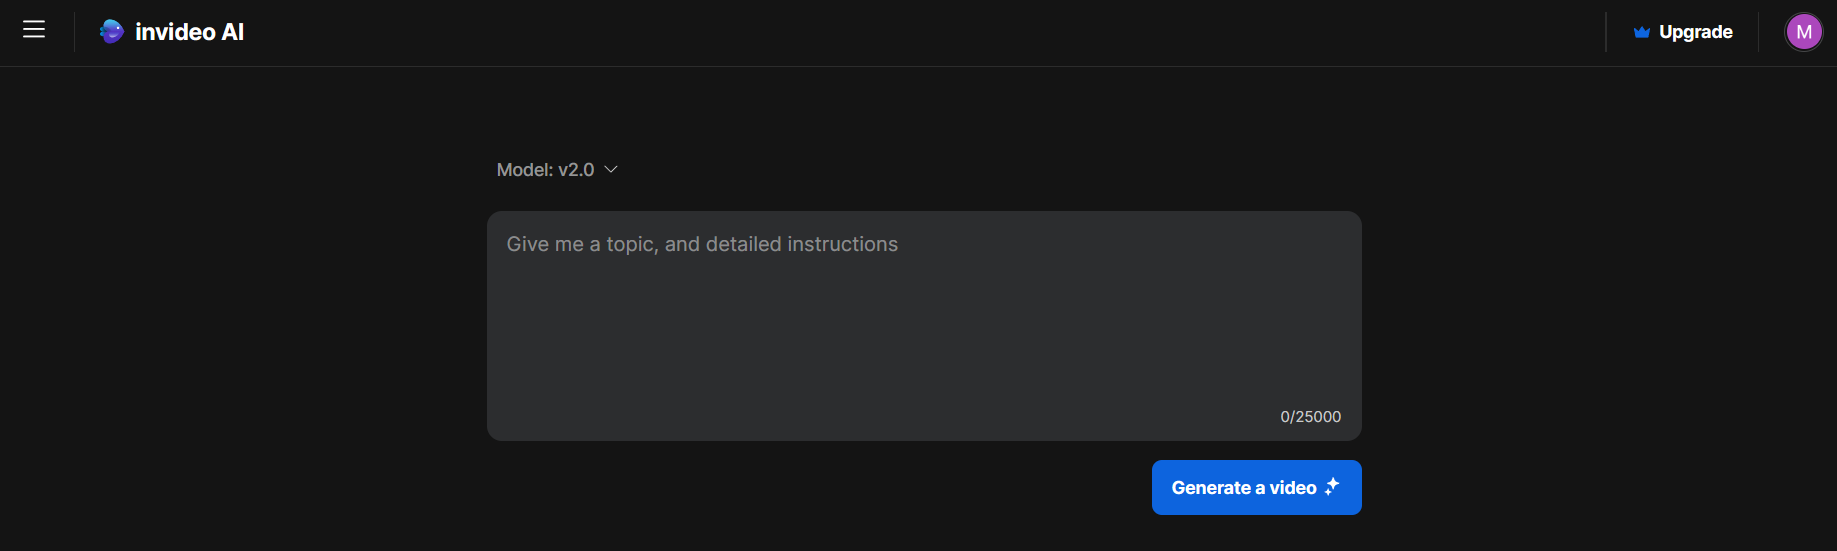 invideo AI
Upgrade
M
Model: v2.0
Give me a topic, and detailed instructions
0/25000
Generate a video